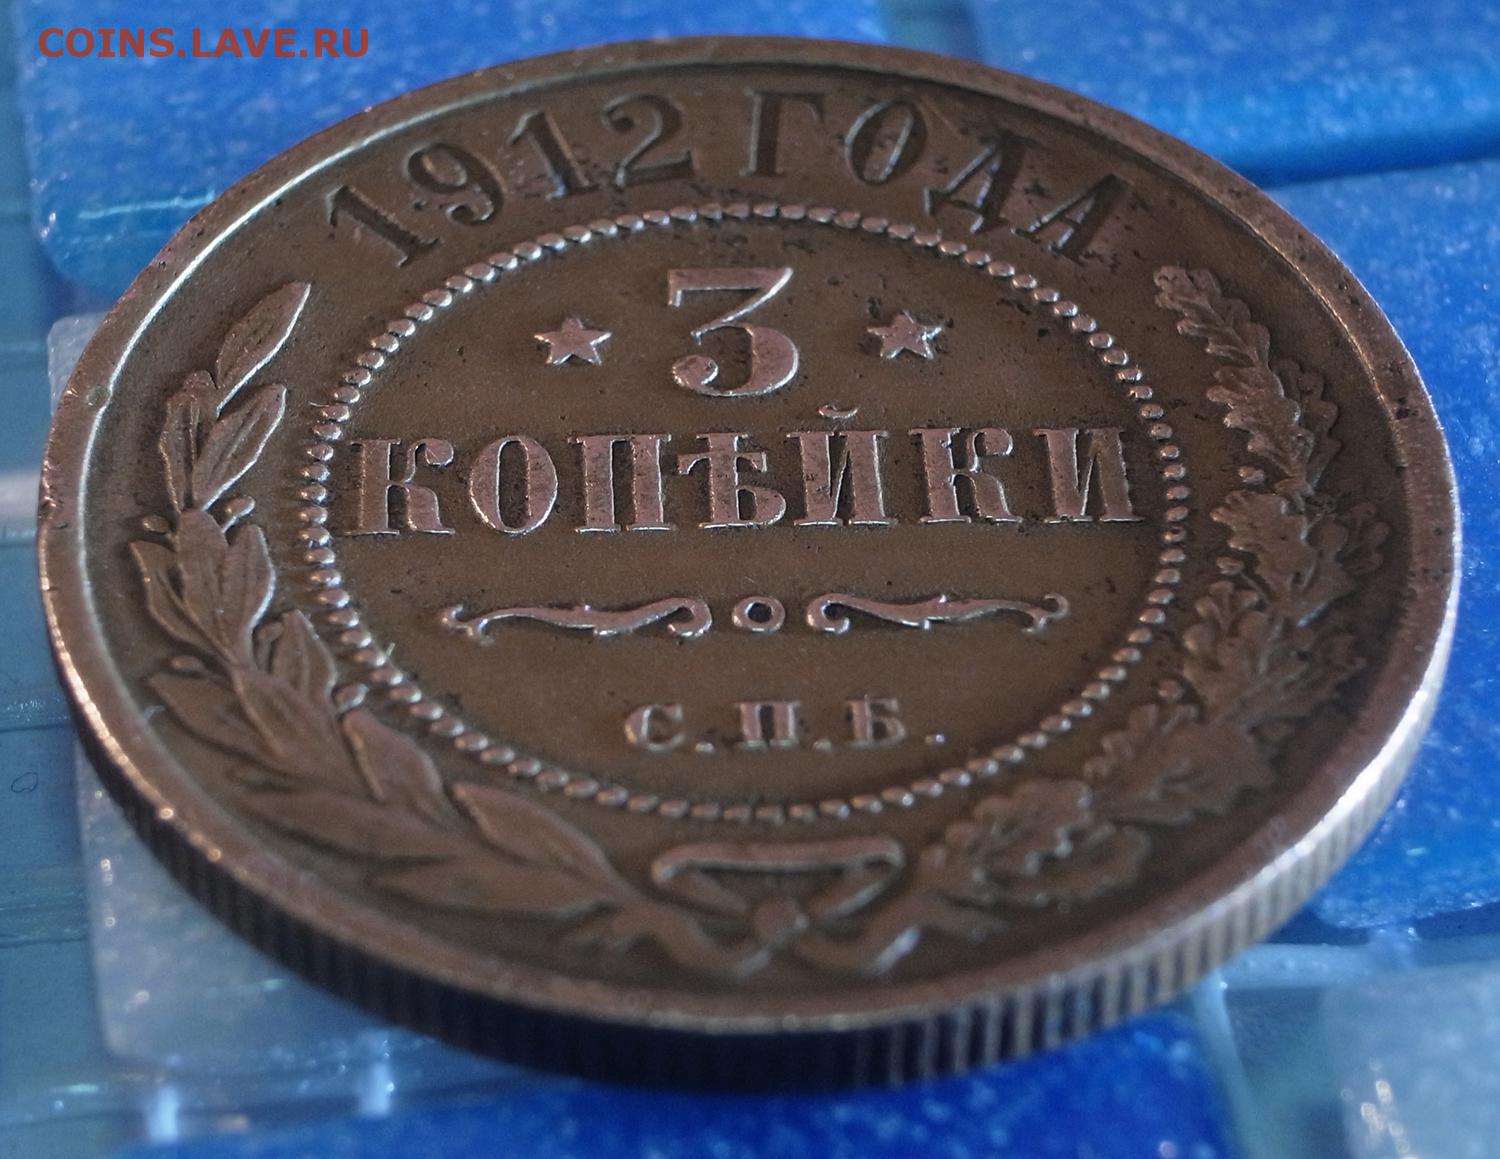 COINS.LAVE.RU
1912 ГОДА
3
КОПѢЙКИ
С.П.Б.